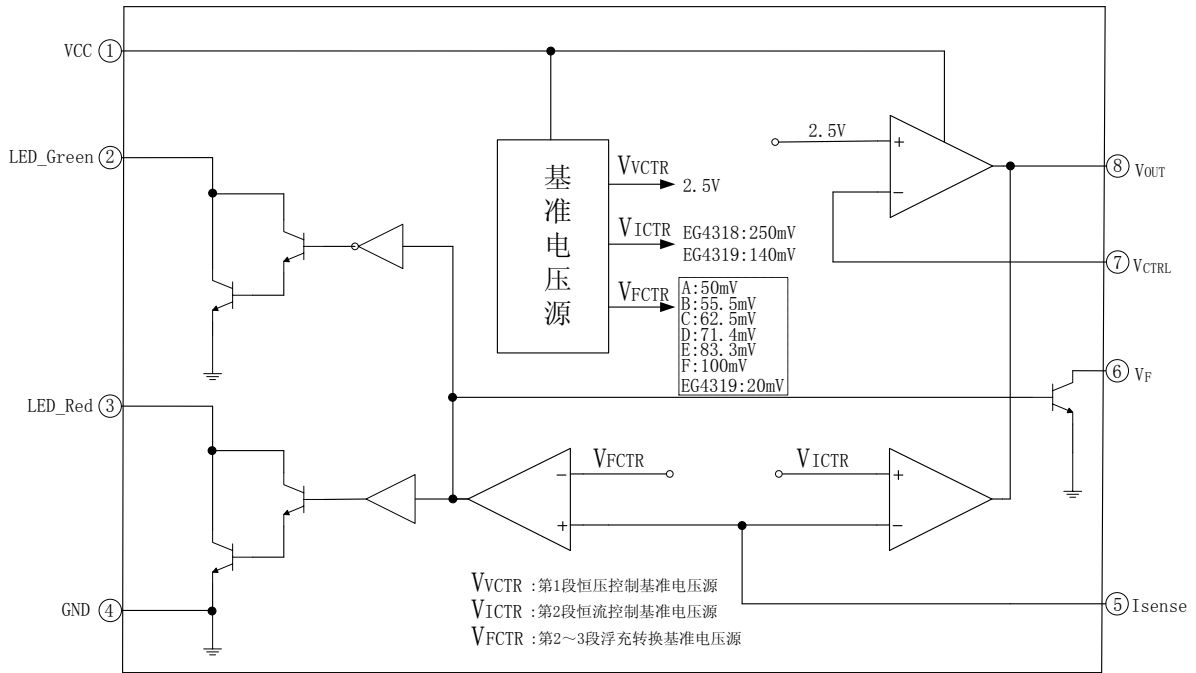 VCC ①
LED_Green ②
LED_Red ③
GND ④
基准电压源
VVCTR
2.5V
VICTR
EG4318:250mV
EG4319:140mV
VFCTR
A:50mV
B:55.5mV
C:62.5mV
D:71.4mV
E:83.3mV
F:100mV
EG4319:20mV
2.5V
+
−
⑧ VOUT
⑦ VCTRL
⑥ VF
− VFCTR
+
VICTR +
−
⑤ Isense
VVCTR :第1段恒压控制基准电压源
VICTR :第2段恒流控制基准电压源
VFCTR :第2～3段浮充转换基准电压源